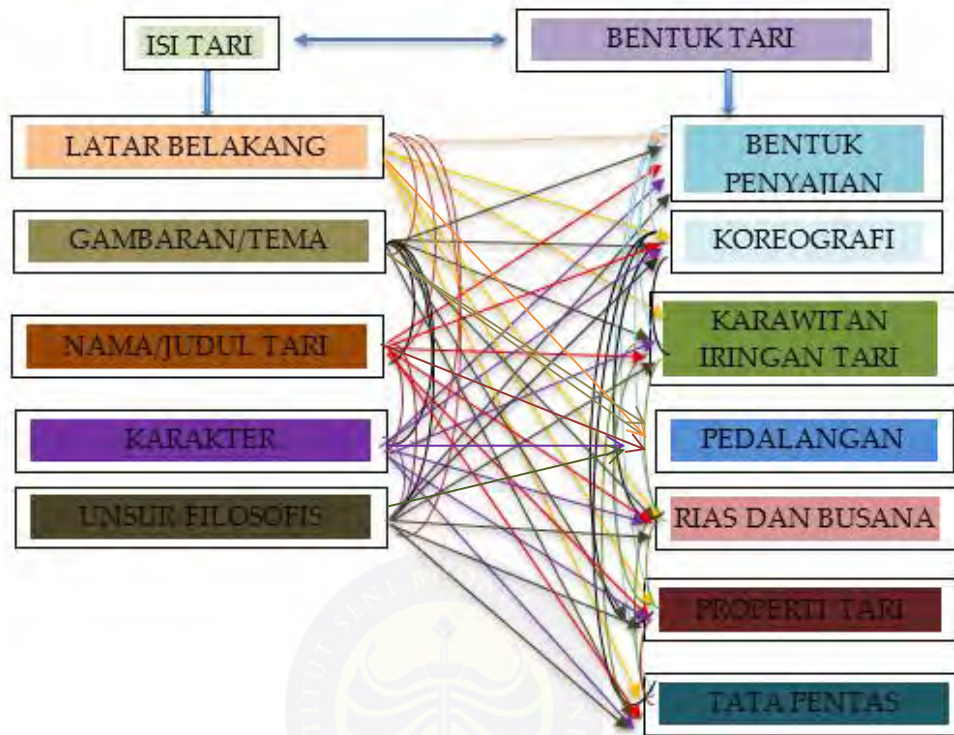 ISI TARI
BENTUK TARI
LATAR BELAKANG
GAMBARAN/TEMA
NAMA/JUDUL TARI
KARAKTER
UNSUR FILOSOFIS
BENTUK
PENYAJIAN
KOREOGRAFI
KARAWITAN
IRINGAN TARI
PEDALANGAN
RIAS DAN BUSANA
PROPERTI TARI
TATA PENTAS